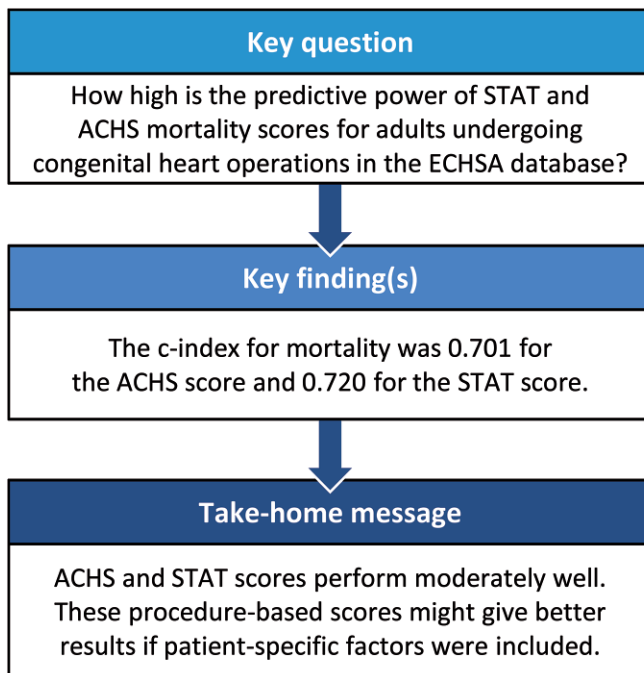 Key question
How high is the predictive power of STAT and
ACHS mortality scores for adults undergoing
congenital heart operations in the ECHSA database?
Key finding(s)
The c-index for mortality was 0.701 for
the ACHS score and 0.720 for the STAT score.
Take-home message
ACHS and STAT scores perform moderately well.
These procedure-based scores might give better
results if patient-specific factors were included.